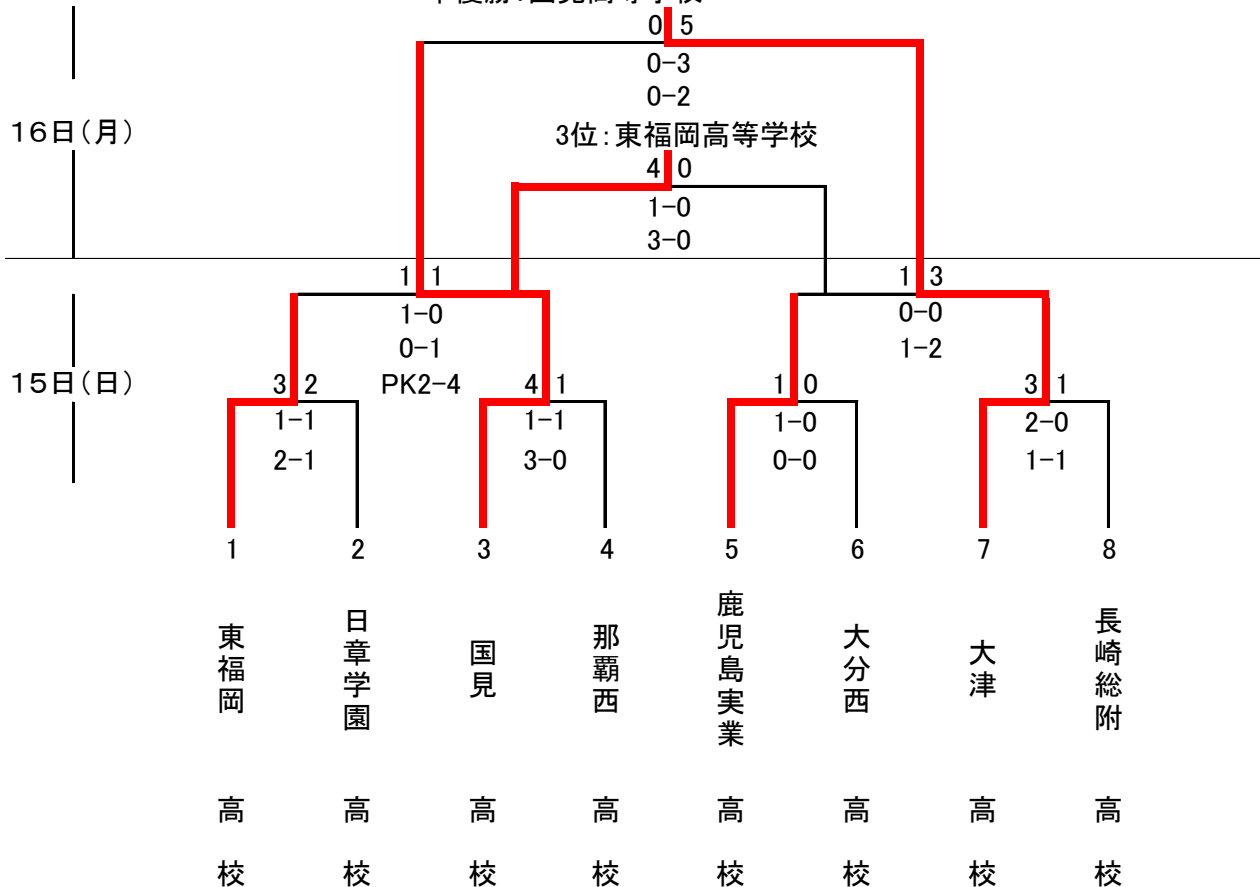 0 5
0-3
0-2
16日(月)
3位:東福岡高等学校
4 0
1-0
3-0
1 1
1-0
0-1
PK2-4
1 3
0-0
1-2
15日(日)
3 2
1-1
2-1
4 1
1-1
3-0
1 0
1-0
0-0
3 1
2-0
1-1
1 2 3 4 5 6 7 8
東福岡高校
日章学園高校
国見高校
那覇西高校
鹿児島実業高校
大分西高校
大津高校
長崎総附高校